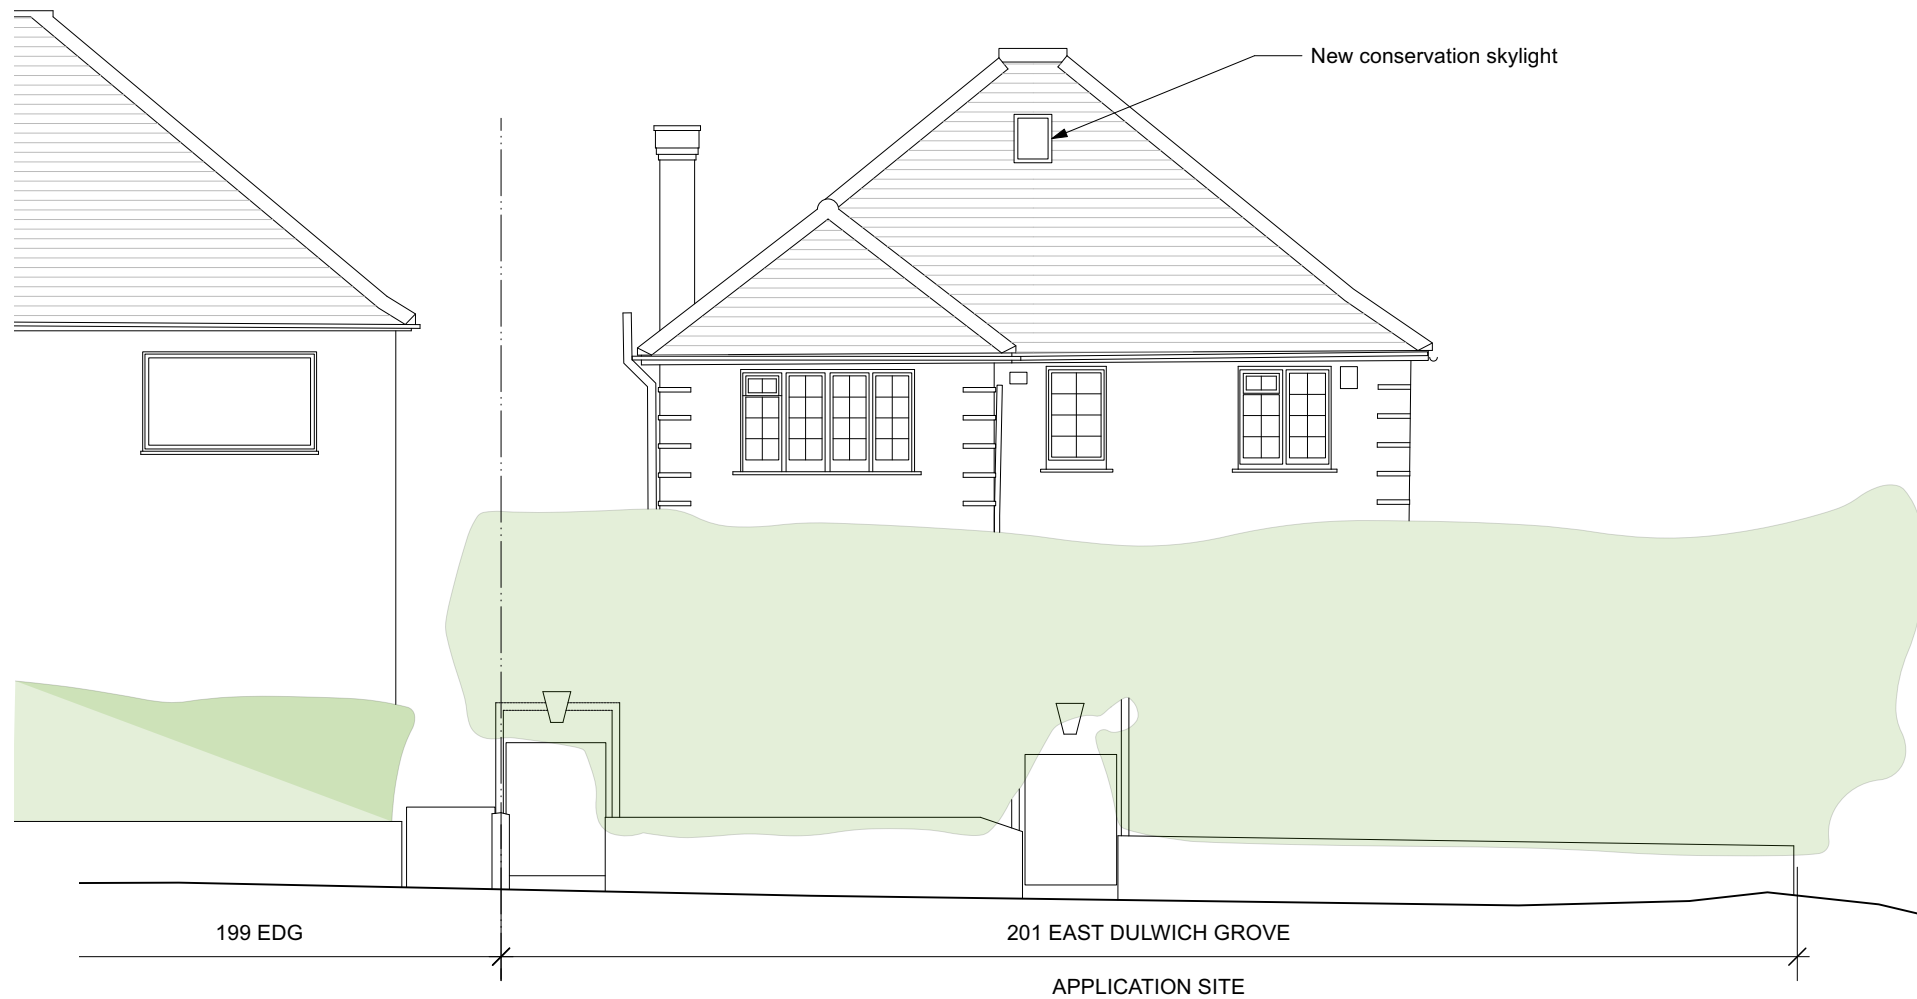 New conservation skylight
199 EDG
201 EAST DULWICH GROVE
APPLICATION SITE